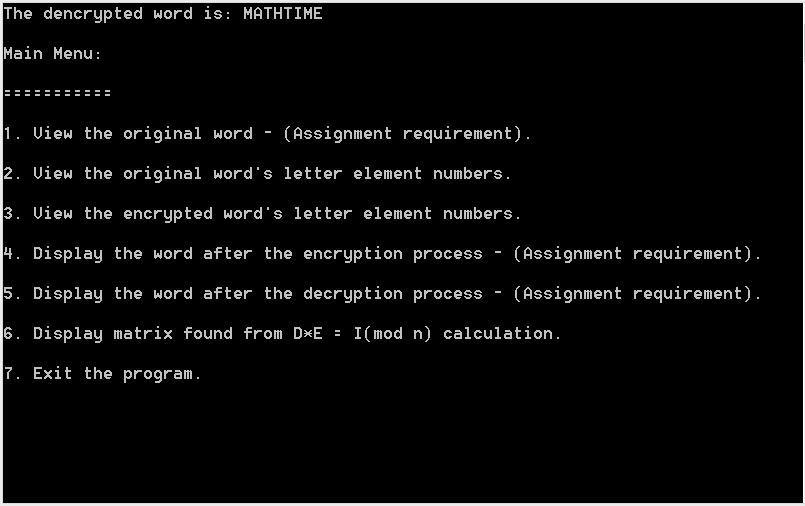 The dencrypted word is: MATHTIME
Main Menu:
===========
1. View the original word - (Assignment requirement).
2. View the original word's letter element numbers.
3. View the encrypted word's letter element numbers.
4. Display the word after the encryption process - (Assignment requirement).
5. Display the word after the decryption process - (Assignment requirement).
6. Display matrix found from D*E = I(mod n) calculation.
7. Exit the program.